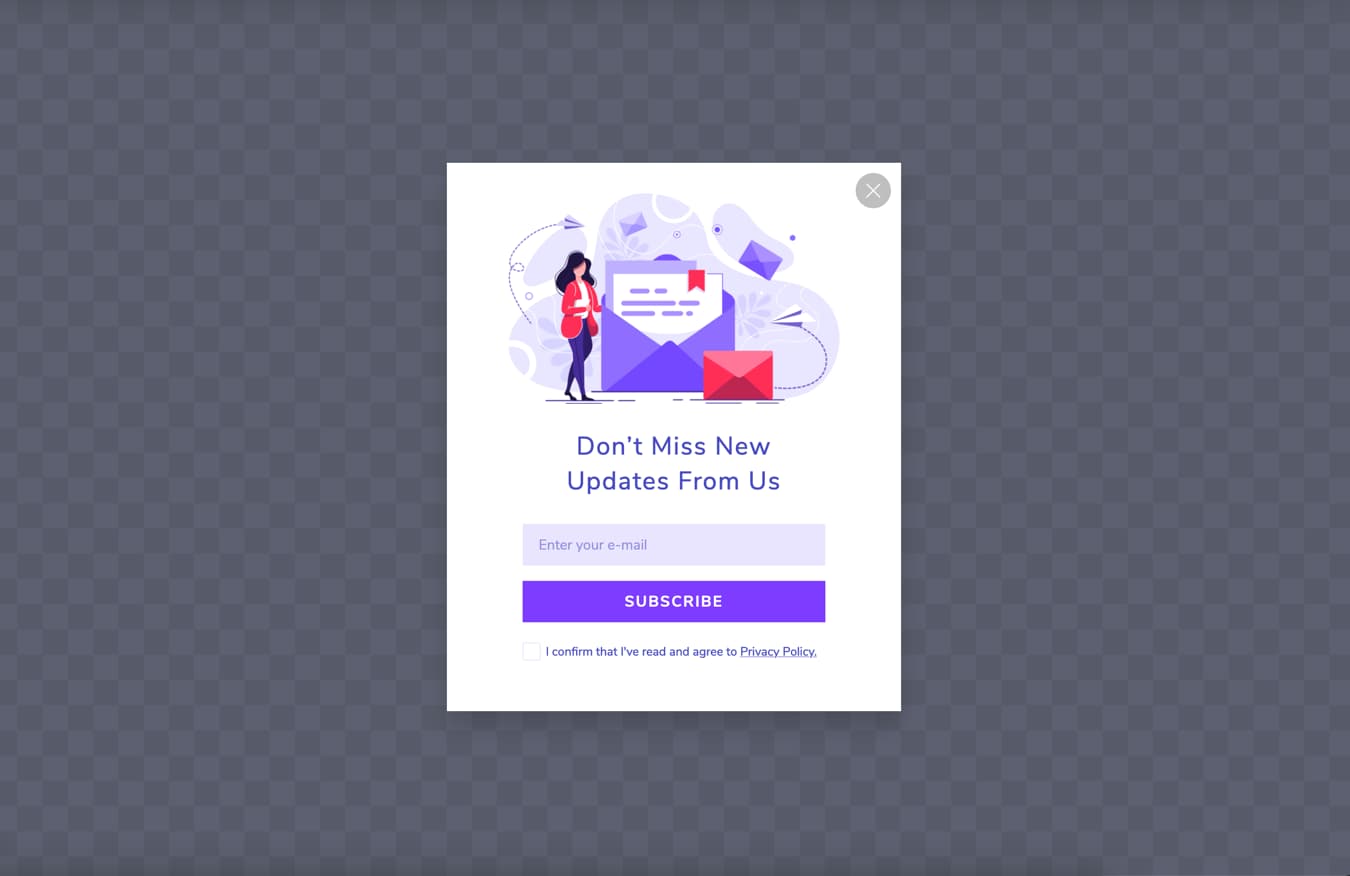 Don’t Miss New
Updates From Us
Enter your e-mail
SUBSCRIBE
I confirm that I've read and agree to Privacy Policy.